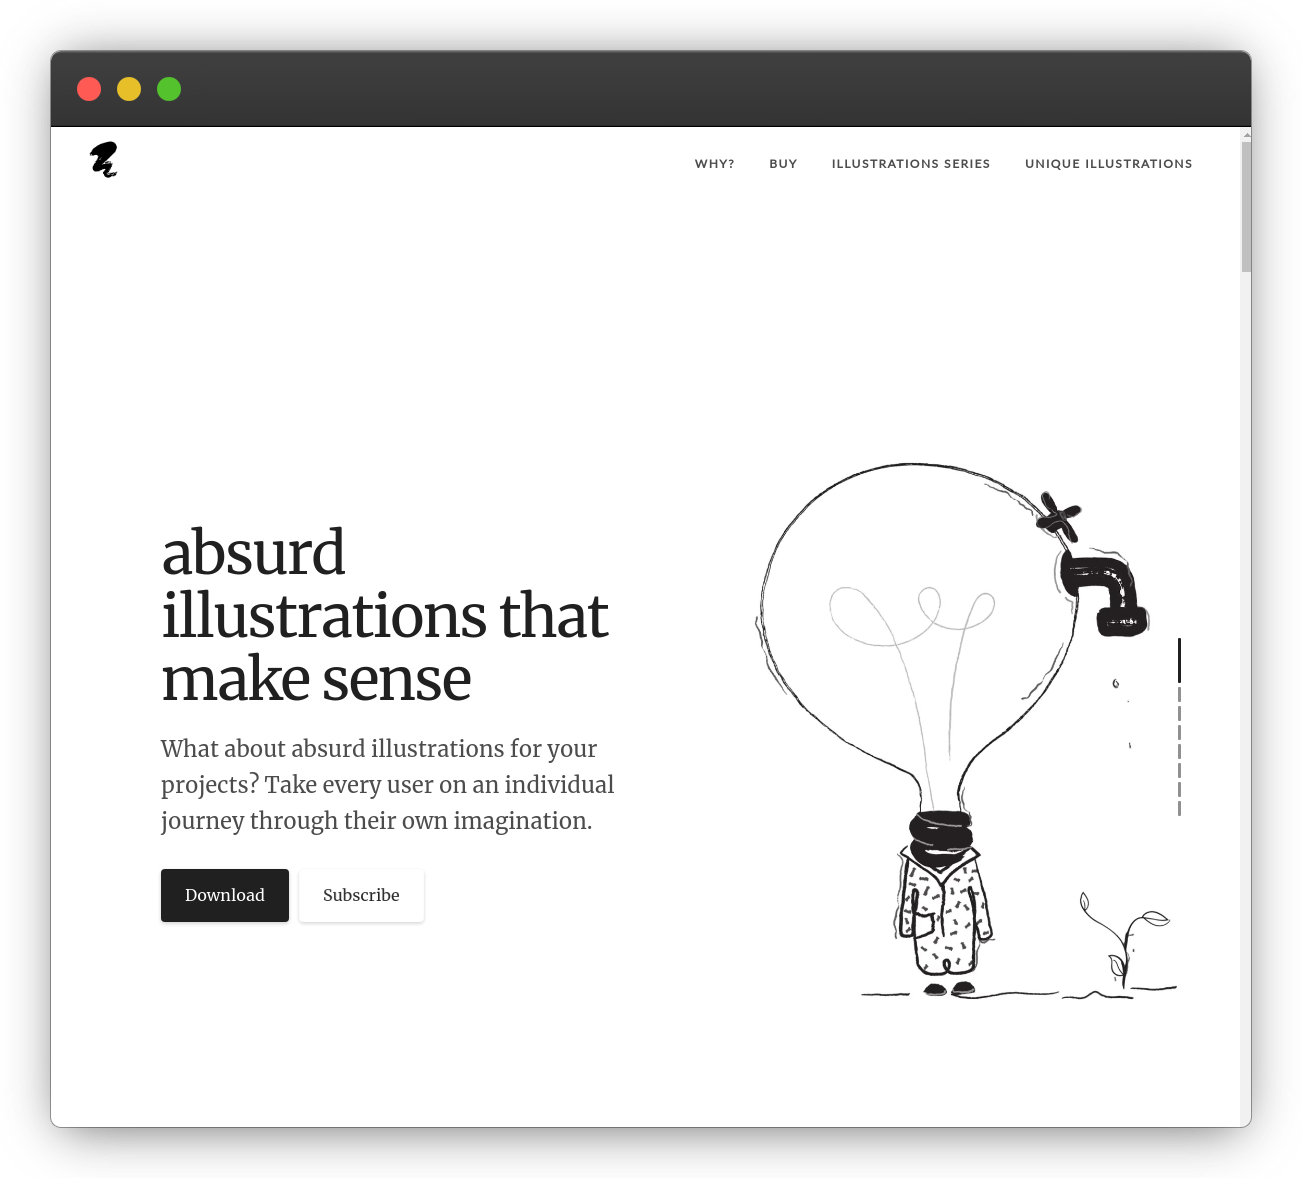 WHY?
BUY
ILLUSTRATIONS SERIES
UNIQUE ILLUSTRATIONS
absurd
illustrations that
make sense
What about absurd illustrations for your
projects? Take every user on an individual
journey through their own imagination.
Download
Subscribe